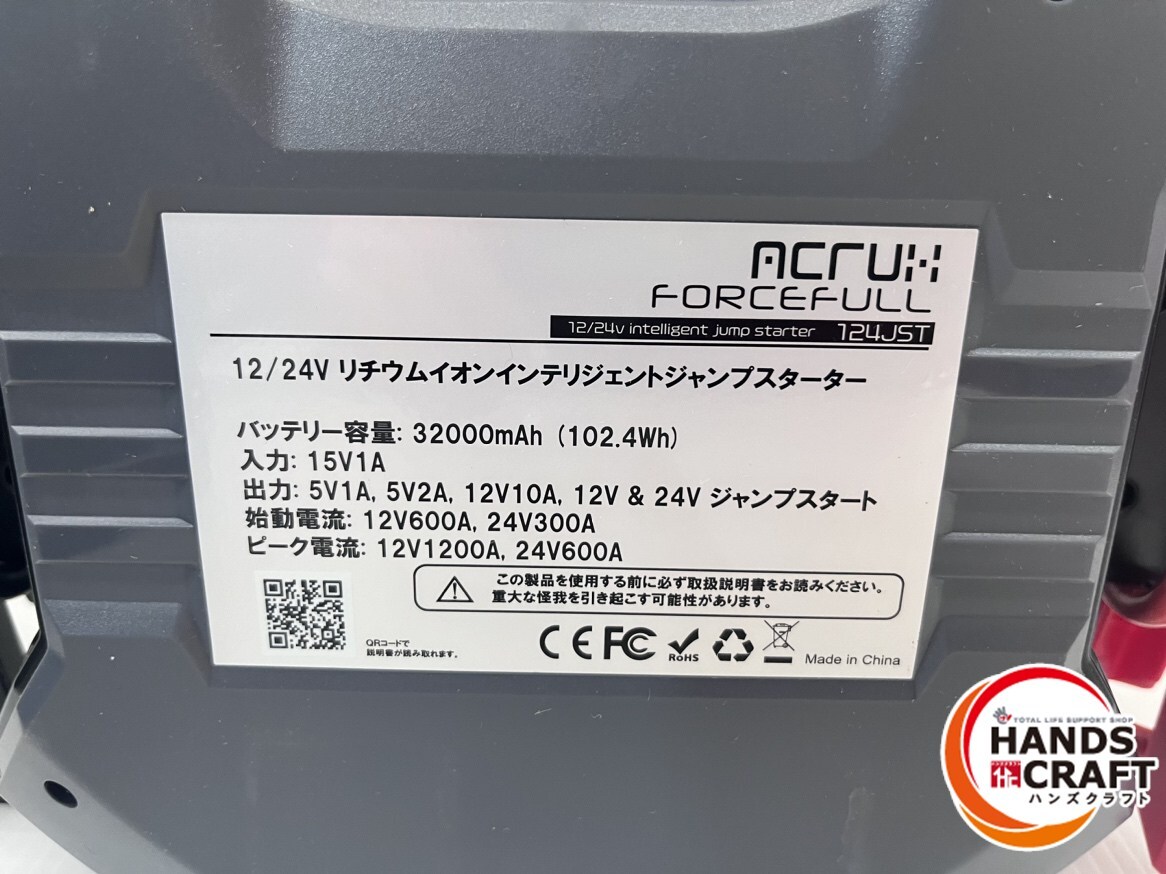 ACRUX
FORCEFULL
12/24v intelligent jump starter 124JST
12/24V リチウムイオンインテリジェントジャンプスターター
バッテリー容量: 32000mAh (102.4Wh)
入力: 15V1A
出力: 5V1A, 5V2A, 12V10A, 12V & 24V ジャンプスタート
始動電流: 12V600A, 24V300A
ピーク電流: 12V1200A, 24V600A
この製品を使用する前に必ず取扱説明書をお読みください。
重大な怪我を引き起こす可能性があります。
QRコードで
説明書が読み取れます。
CE FC RoHS Made in China
TOTAL LIFE SUPPORT SHOP
HANDS
CRAFT
ハンズクラフト